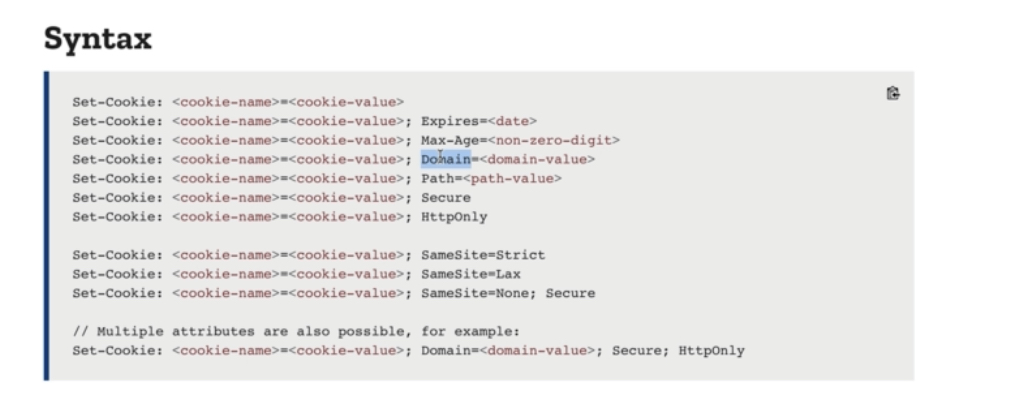 Syntax
Set-Cookie: <cookie-name>=<cookie-value>
Set-Cookie: <cookie-name>=<cookie-value>; Expires=<date>
Set-Cookie: <cookie-name>=<cookie-value>; Max-Age=<non-zero-digit>
Set-Cookie: <cookie-name>=<cookie-value>; Domain=<domain-value>
Set-Cookie: <cookie-name>=<cookie-value>; Path=<path-value>
Set-Cookie: <cookie-name>=<cookie-value>; Secure
Set-Cookie: <cookie-name>=<cookie-value>; HttpOnly
Set-Cookie: <cookie-name>=<cookie-value>; SameSite=Strict
Set-Cookie: <cookie-name>=<cookie-value>; SameSite=Lax
Set-Cookie: <cookie-name>=<cookie-value>; SameSite=None; Secure
// Multiple attributes are also possible, for example:
Set-Cookie: <cookie-name>=<cookie-value>; Domain=<domain-value>; Secure; HttpOnly